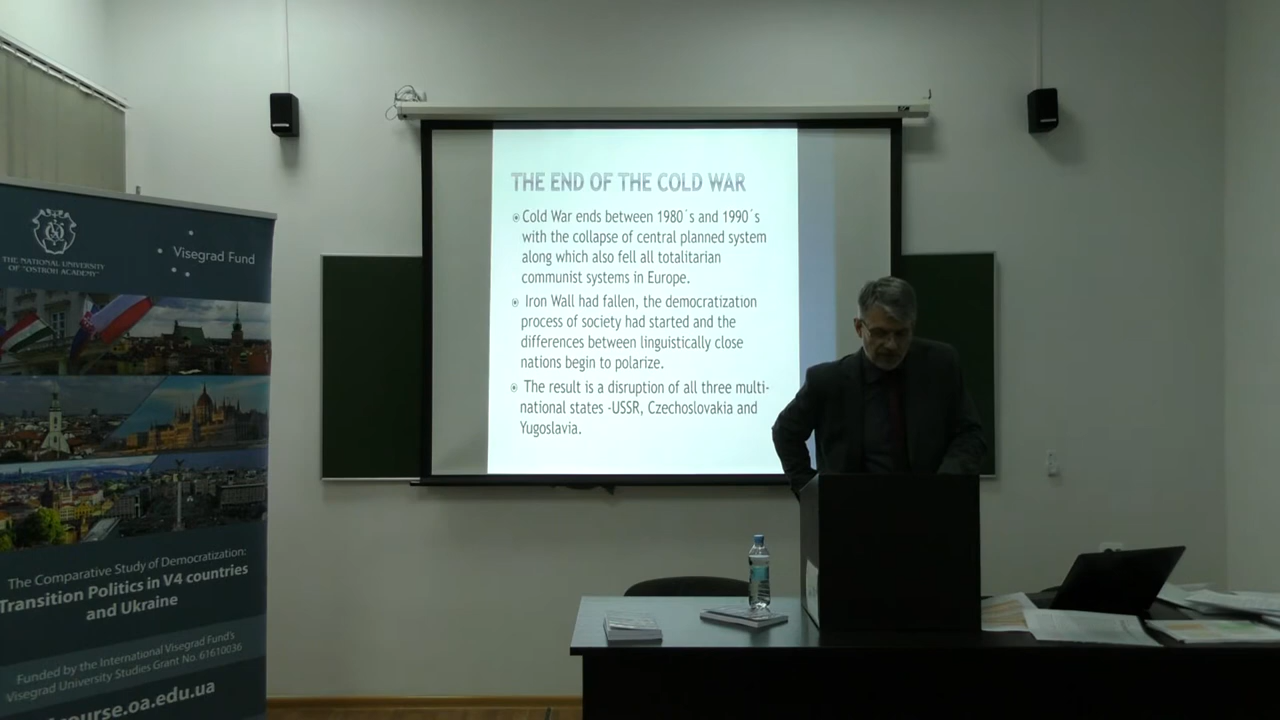 THE NATIONAL UNIVERSITY
OF "OSTROH ACADEMY"
Visegrad Fund
The Comparative Study of Democratization:
Transition Politics in V4 countries
and Ukraine
Funded by the International Visegrad Fund's
Visegrad University Studies Grant No. 61610036
ourse.oa.edu.ua
THE END OF THE COLD WAR
Cold War ends between 1980´s and 1990´s
with the collapse of central planned system
along which also fell all totalitarian
communist systems in Europe.
Iron Wall had fallen, the democratization
process of society had started and the
differences between linguistically close
nations begin to polarize.
The result is a disruption of all three multi-
national states -USSR, Czechoslovakia and
Yugoslavia.